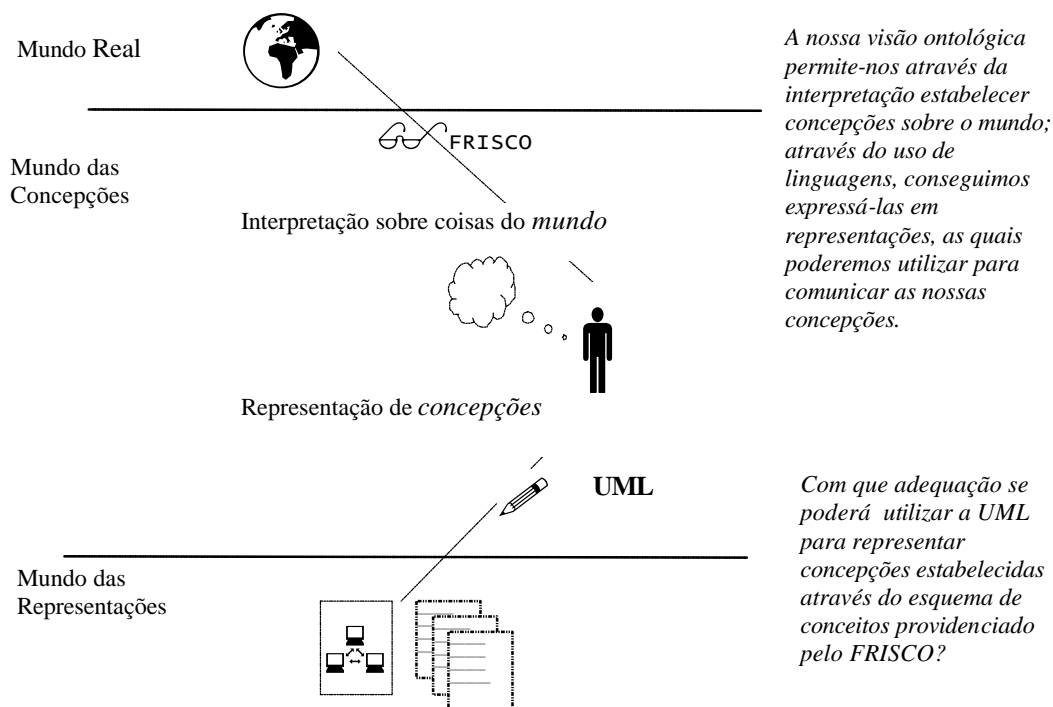 Mundo Real
A nossa visão ontológica
permite-nos através da
interpretação estabelecer
concepções sobre o mundo;
através do uso de
linguagens, conseguimos
expressá-las em
representações, as quais
poderemos utilizar para
comunicar as nossas
concepções.
FRISCO
Mundo das
Concepções
Interpretação sobre coisas do mundo
Representação de concepções
UML
Com que adequação se
poderá utilizar a UML
para representar
concepções estabelecidas
através do esquema de
conceitos providenciado
pelo FRISCO?
Mundo das
Representações